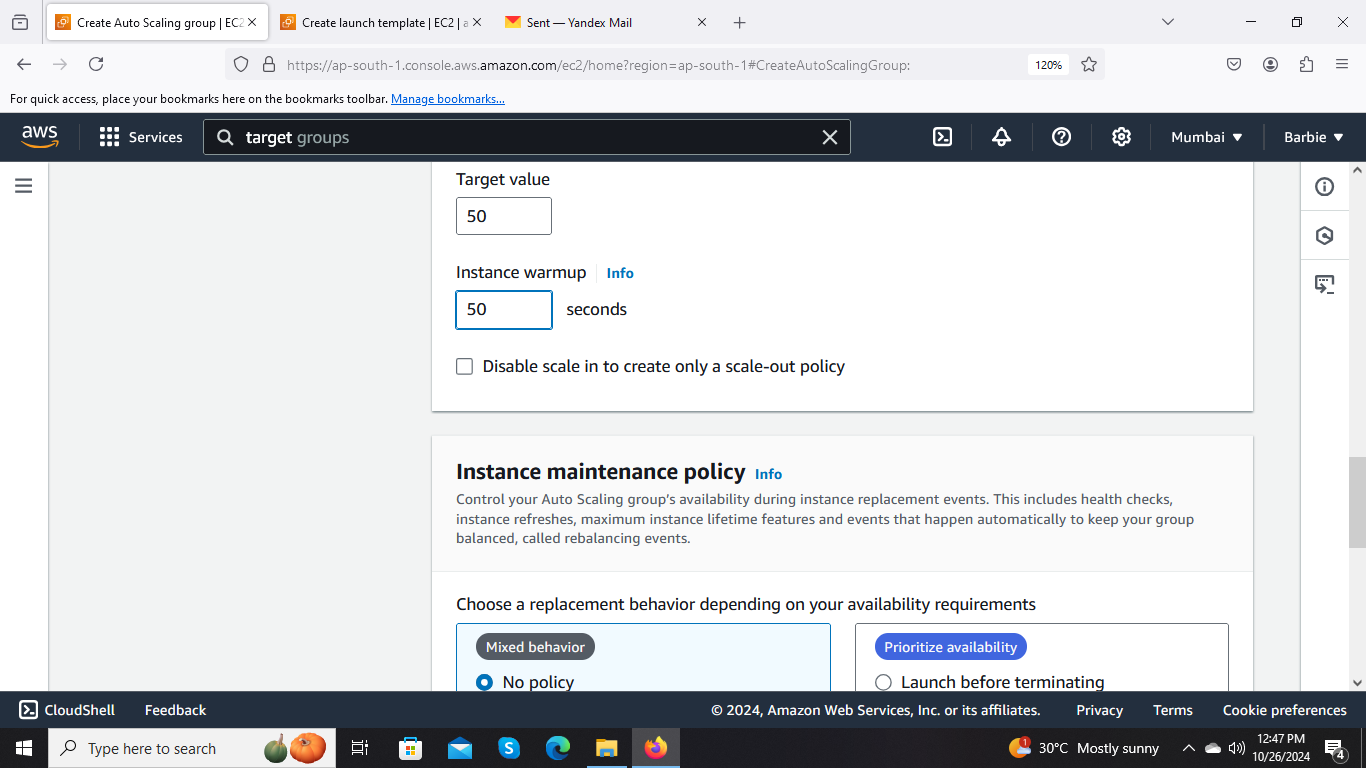 Create Auto Scaling group | EC2
Create launch template | EC2 | a
Sent — Yandex Mail
https://ap-south-1.console.aws.amazon.com/ec2/home?region=ap-south-1#CreateAutoScalingGroup:
120%
For quick access, place your bookmarks here on the bookmarks toolbar. Manage bookmarks...
aws
Services
target groups
Mumbai
Barbie
Target value
50
Instance warmup
Info
50
seconds
Disable scale in to create only a scale-out policy
Instance maintenance policy Info
Control your Auto Scaling group's availability during instance replacement events. This includes health checks,
instance refreshes, maximum instance lifetime features and events that happen automatically to keep your group
balanced, called rebalancing events.
Choose a replacement behavior depending on your availability requirements
Mixed behavior
No policy
Prioritize availability
Launch before terminating
CloudShell
Feedback
© 2024, Amazon Web Services, Inc. or its affiliates.
Privacy
Terms
Cookie preferences
Type here to search
1
30°C Mostly sunny
12:47 PM
10/26/2024
4